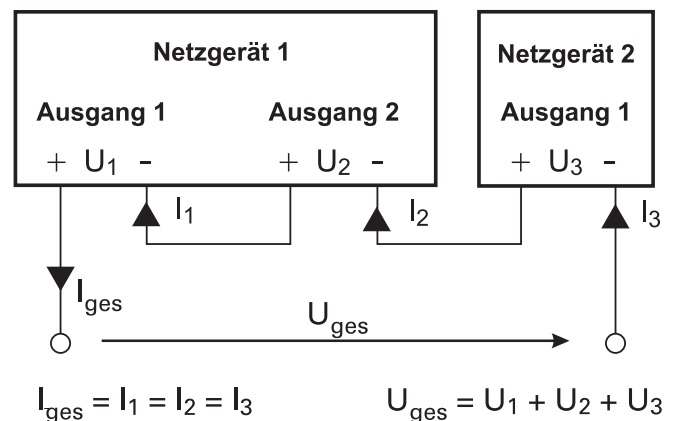 Netzgerät 1
Netzgerät 2
Ausgang 1
Ausgang 2
Ausgang 1
+ U1 -
+ U2 -
+ U3 -
I1
I2
I3
Iges
Uges
Iges = I1 = I2 = I3
Uges = U1 + U2 + U3